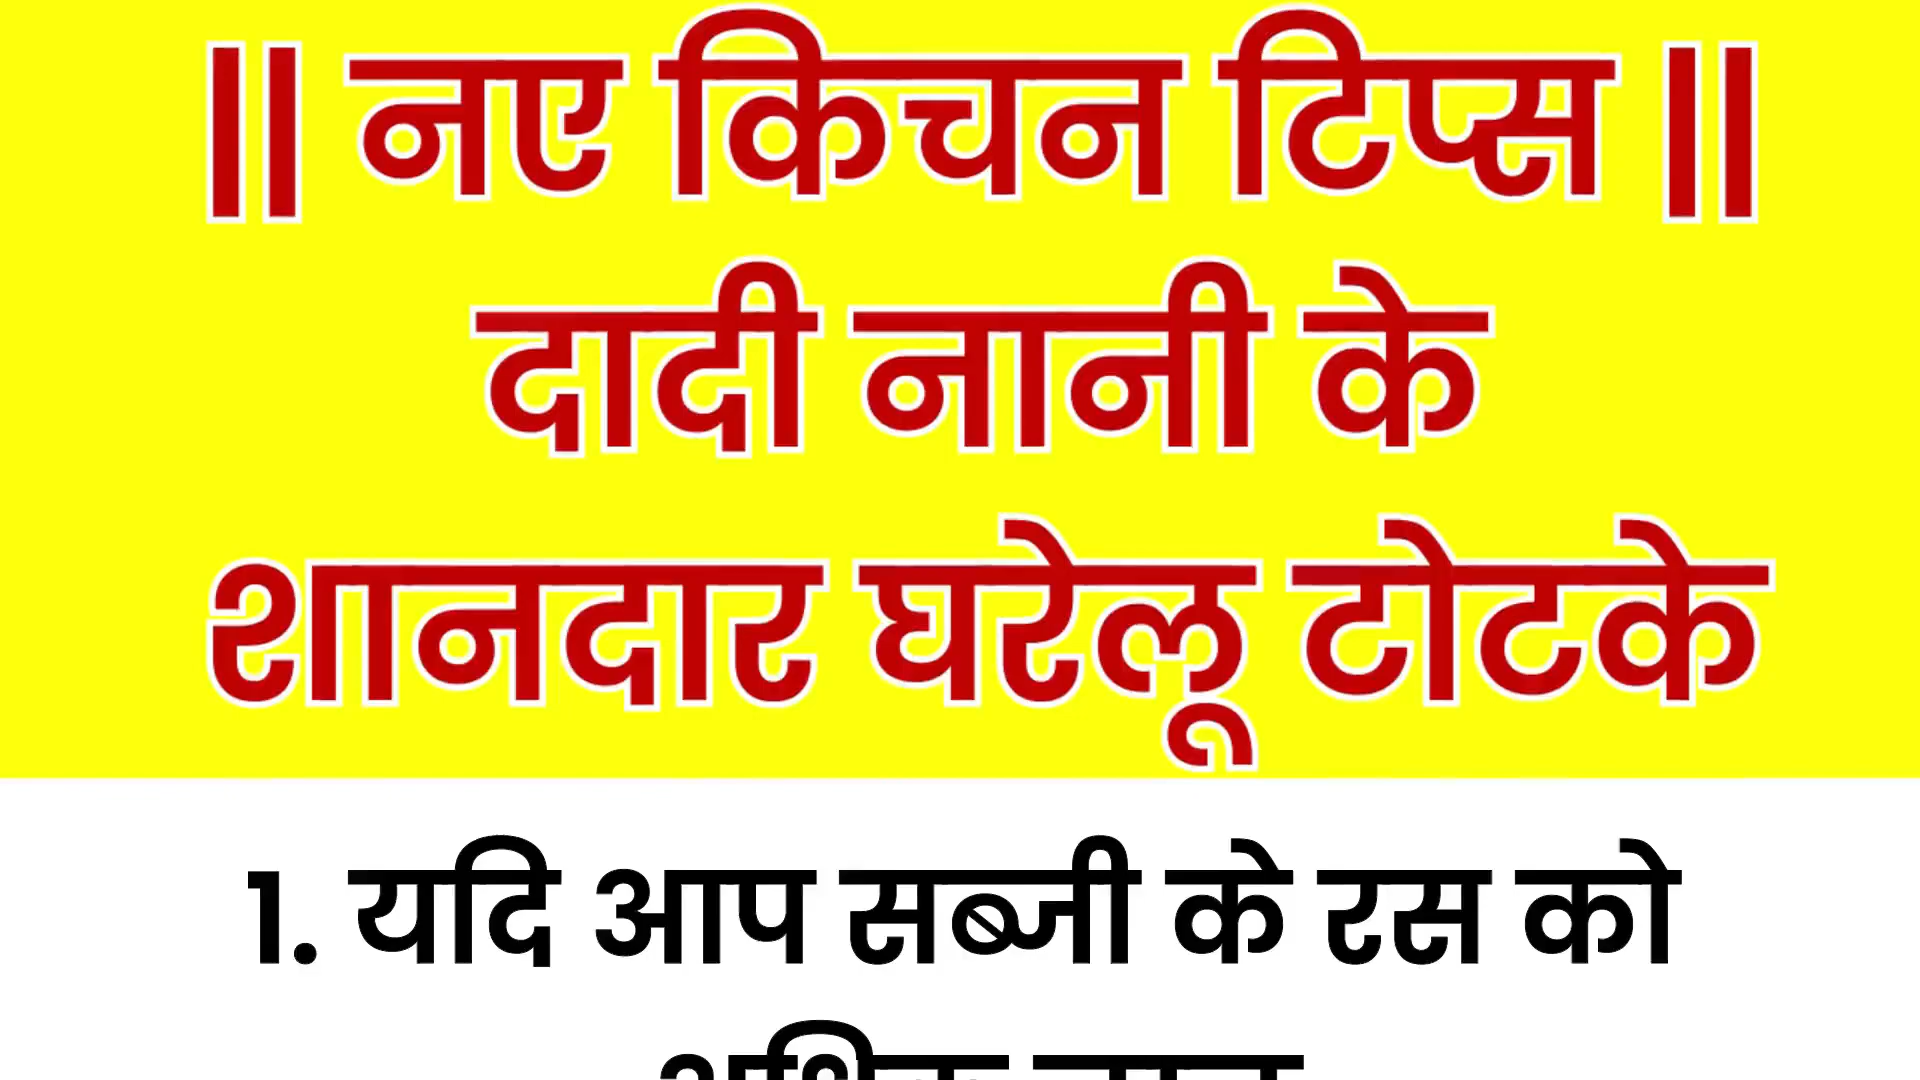 || नए किचन टिप्स ||
दादी नानी के
शानदार घरेलू टोटके
1. यदि आप सब्जी के रस को